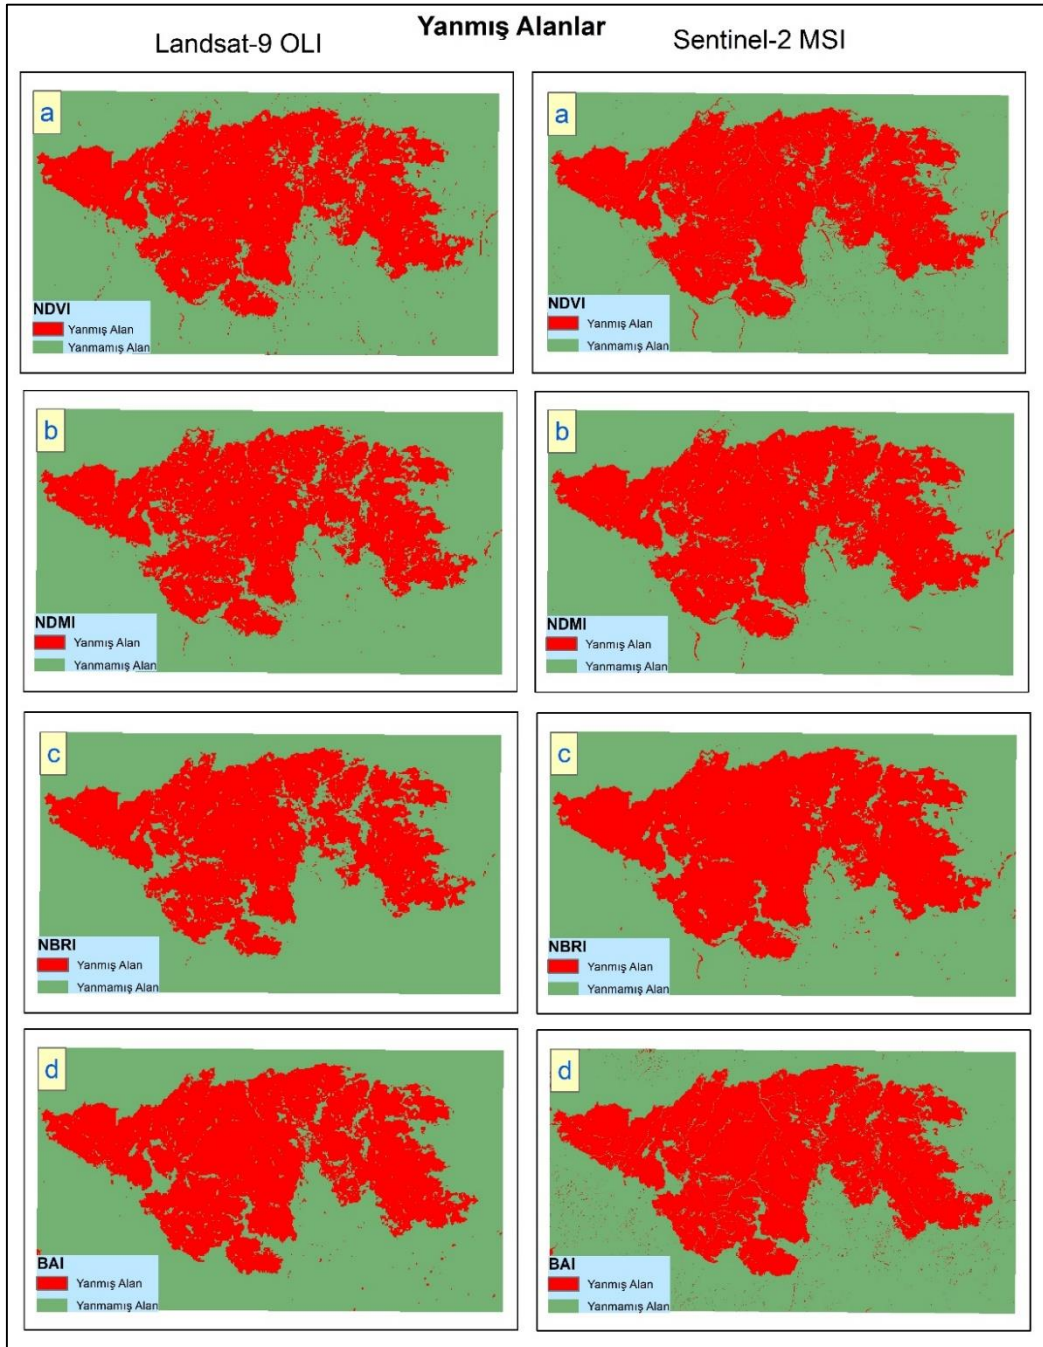 Yanmış Alanlar
Landsat-9 OLI
Sentinel-2 MSI
a
NDVI
Yanmış Alan
Yanmamış Alan
a
NDVI
Yanmış Alan
Yanmamış Alan
b
NDMI
Yanmış Alan
Yanmamış Alan
b
NDMI
Yanmış Alan
Yanmamış Alan
c
NBRI
Yanmış Alan
Yanmamış Alan
c
NBRI
Yanmış Alan
Yanmamış Alan
d
BAI
Yanmış Alan
Yanmamış Alan
d
BAI
Yanmış Alan
Yanmamış Alan